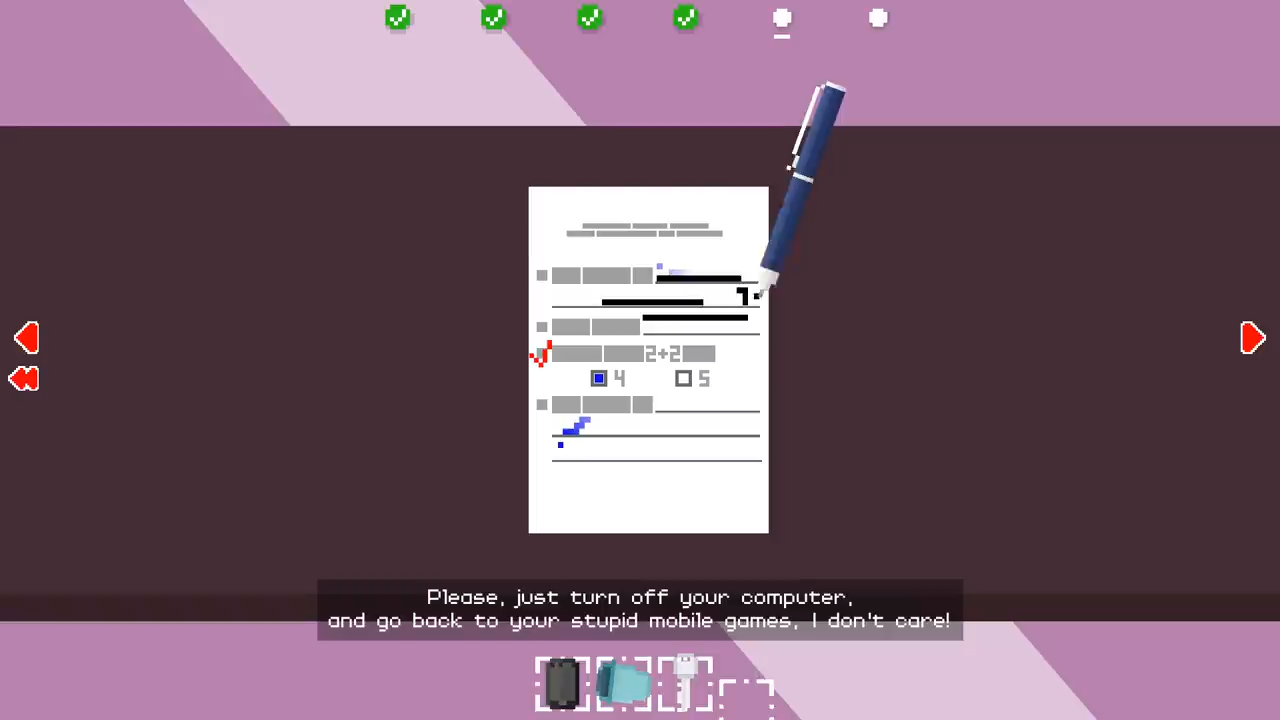 2+2
4 5
Please, just turn off your computer,
and go back to your stupid mobile games, I don't care!